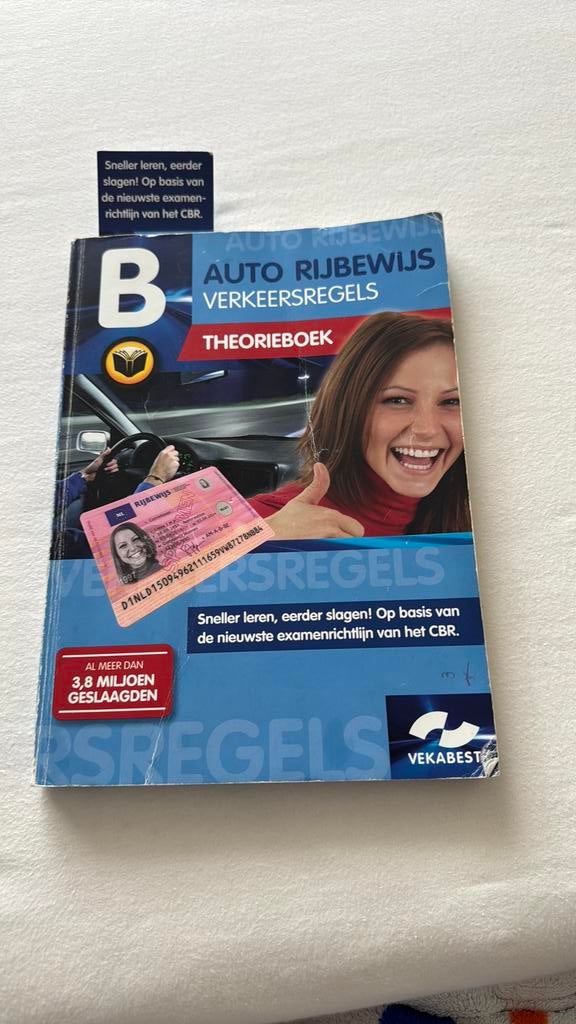 Sneller leren, eerder
slagen! Op basis van
de nieuwste examen-
richtlijn van het CBR.
AUTO RIJBEWIJS
B
AUTO RIJBEWIJS
VERKEERSREGELS
THEORIEBOEK
NL
RIJBEWIJS
D1NLD15094962111659VW87Z78NBB4
VERKEERSREGELS
Sneller leren, eerder slagen! Op basis van
de nieuwste examenrichtlijn van het CBR.
AL MEER DAN
3,8 MILJOEN
GESLAAGDEN
RSREGELS
VEKABEST